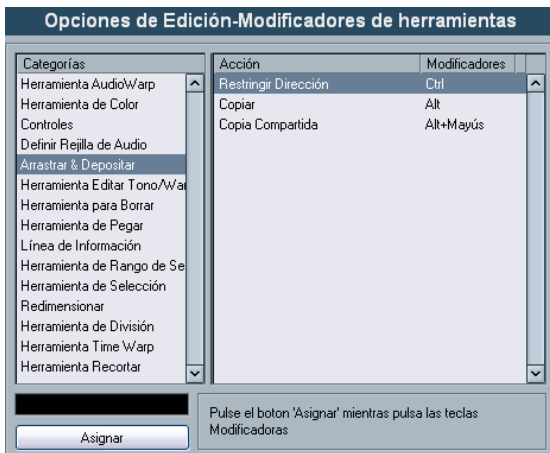 Opciones de Edición-Modificadores de herramientas
Categorías
Herramienta AudioWarp
Herramienta de Color
Controles
Definir Rejilla de Audio
Arrastrar & Depositar
Herramienta Editar Tono/War
Herramienta para Borrar
Herramienta de Pegar
Línea de Información
Herramienta de Rango de Se
Herramienta de Selección
Redimensionar
Herramienta de División
Herramienta Time Warp
Herramienta Recortar
Acción Modificadores
Restringir Dirección Ctrl
Copiar Alt
Copia Compartida Alt+Mayús
Asignar
Pulse el boton 'Asignar' mientras pulsa las teclas
Modificadoras